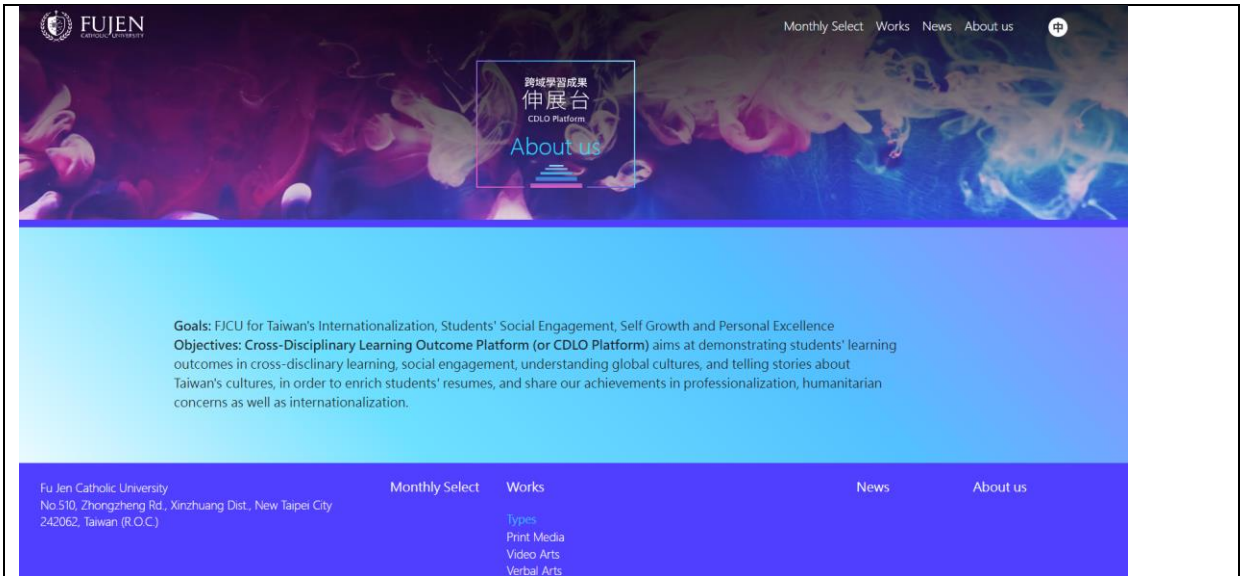 FUJEN
CATHOLIC UNIVERSITY
Monthly Select Works News About us 中
跨域學習成果
伸展台
CDLO Platform
About us
Goals: FJCU for Taiwan's Internationalization, Students' Social Engagement, Self Growth and Personal Excellence
Objectives: Cross-Disciplinary Learning Outcome Platform (or CDLO Platform) aims at demonstrating students' learning
outcomes in cross-disclinary learning, social engagement, understanding global cultures, and telling stories about
Taiwan's cultures, in order to enrich students' resumes, and share our achievements in professionalization, humanitarian
concerns as well as internationalization.
Fu Jen Catholic University
No.510, Zhongzheng Rd., Xinzhuang Dist., New Taipei City
242062, Taiwan (R.O.C.)
Monthly Select
Works
Types
Print Media
Video Arts
Verbal Arts
News
About us